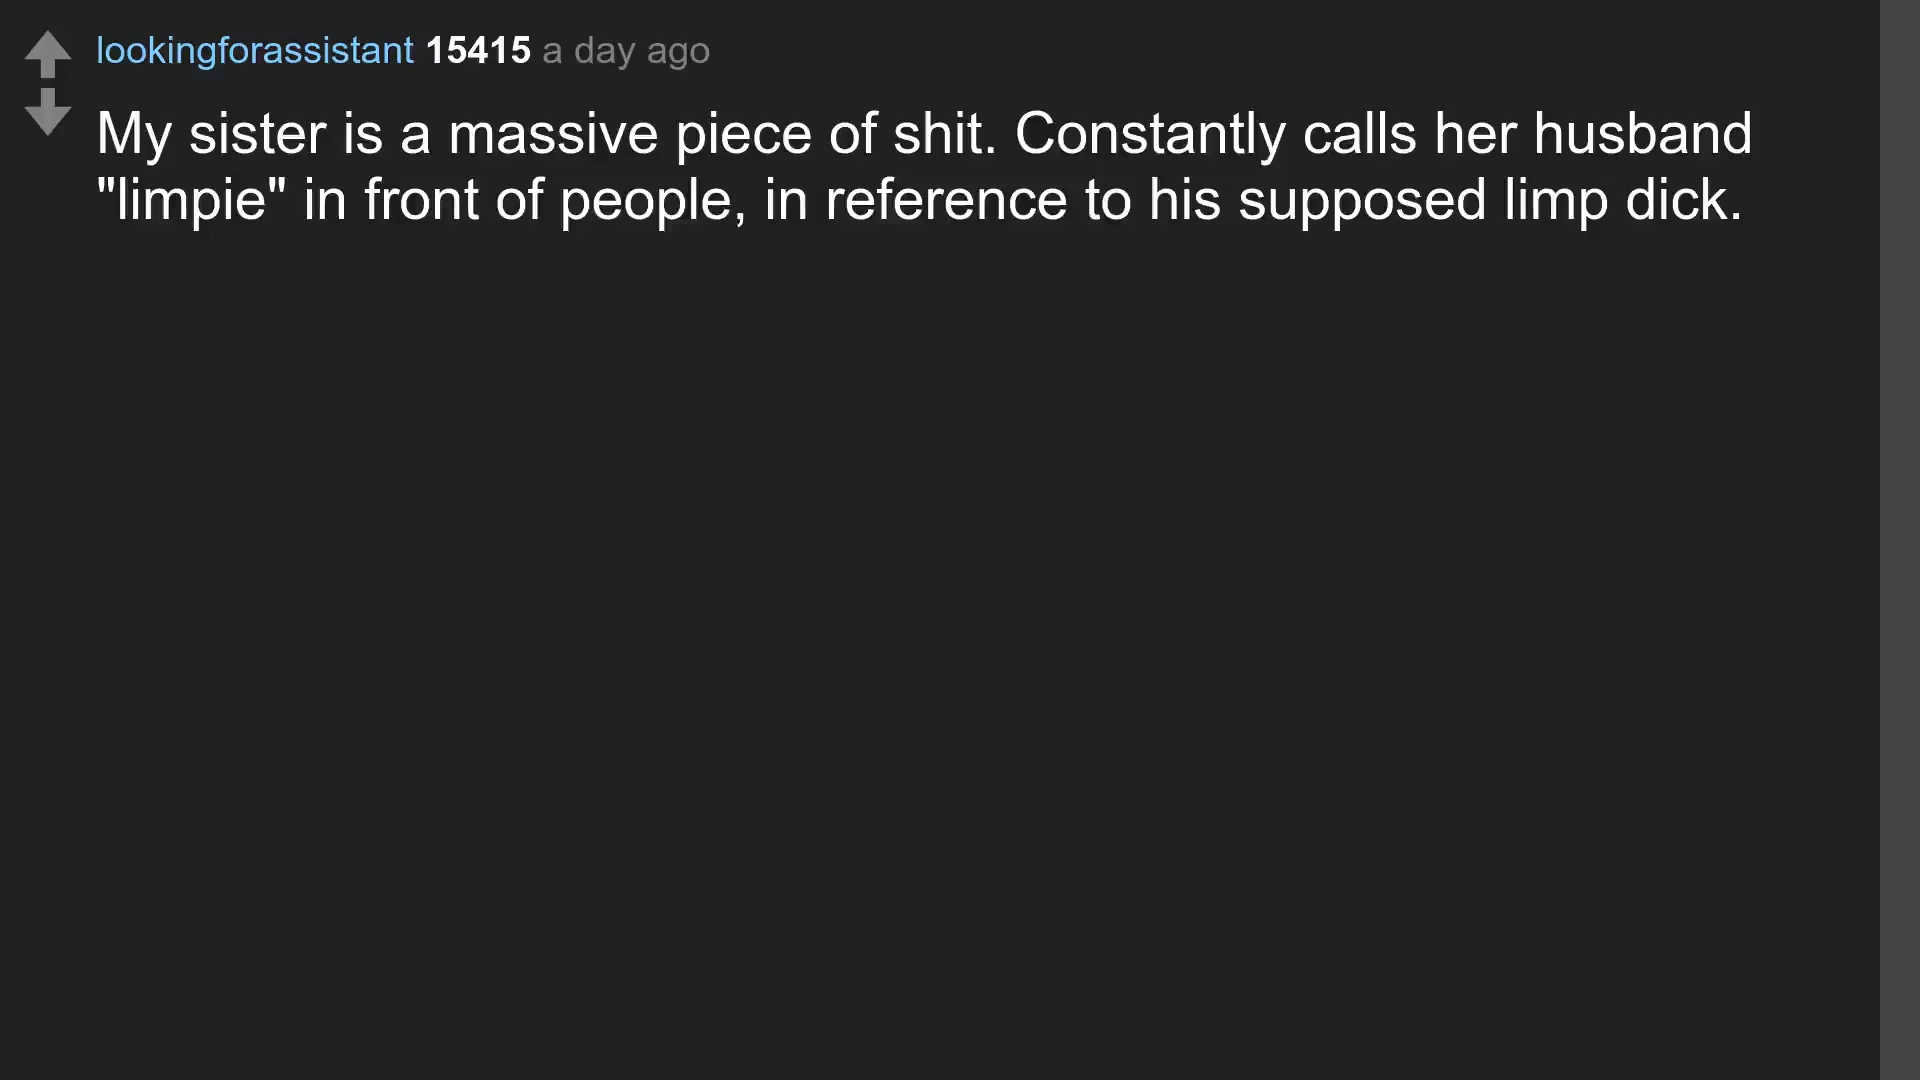 lookingforassistant 15415 a day ago
My sister is a massive piece of shit. Constantly calls her husband
"limpie" in front of people, in reference to his supposed limp dick.